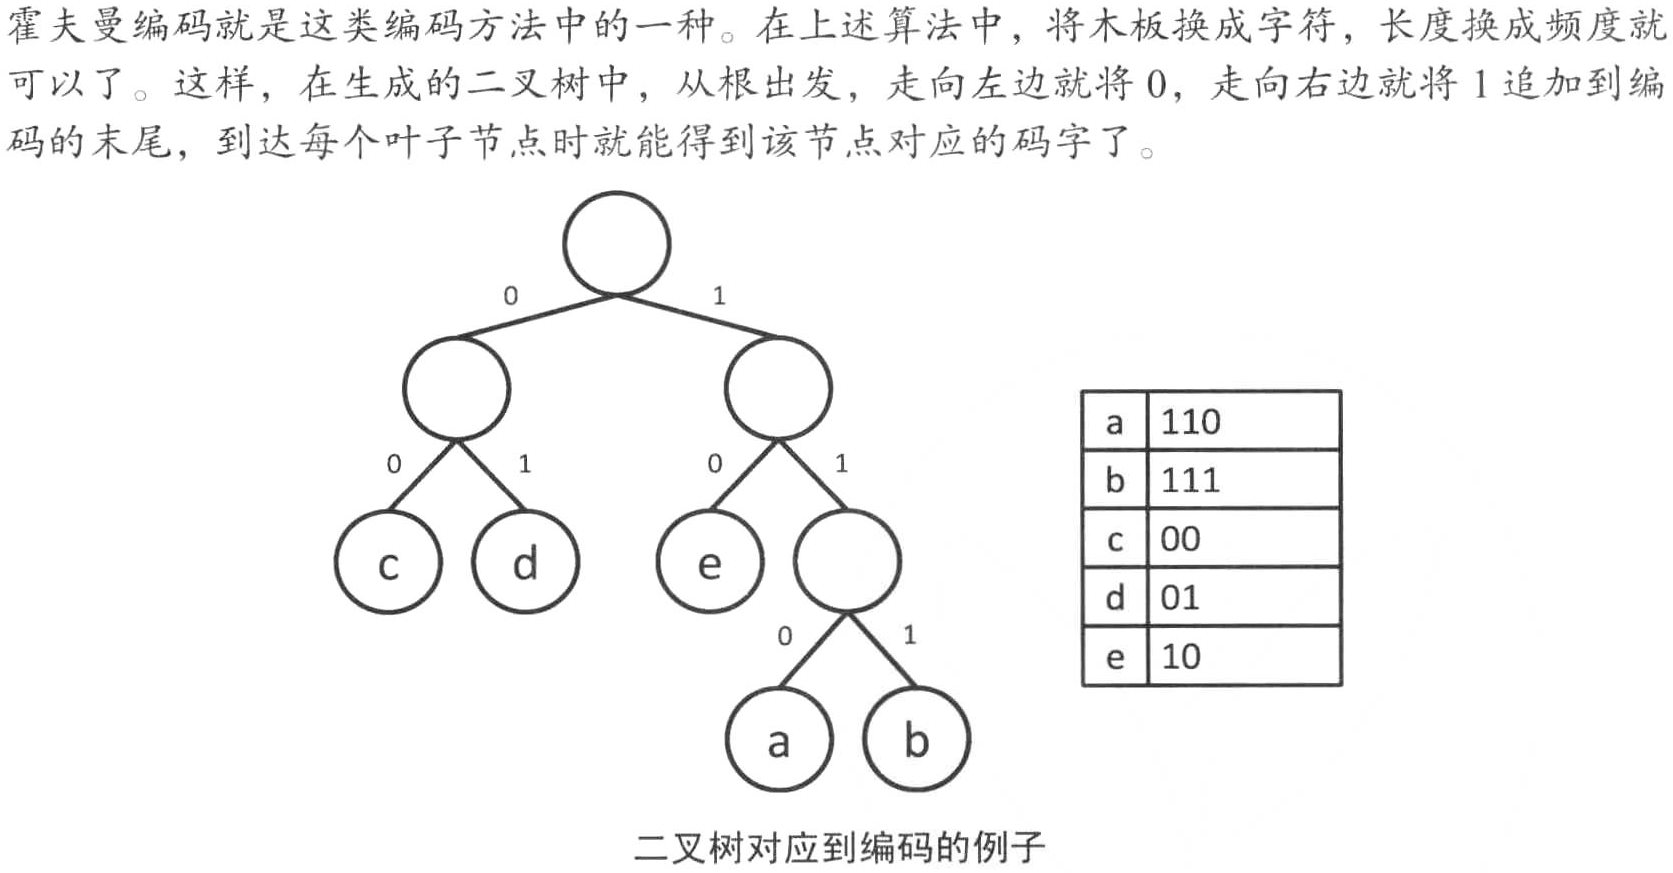 霍夫曼编码就是这类编码方法中的一种。在上述算法中，将木板换成字符，长度换成频度就
可以了。这样，在生成的二叉树中，从根出发，走向左边就将 0，走向右边就将 1 追加到编
码的末尾，到达每个叶子节点时就能得到该节点对应的码字了。
0 1
0 1 0 1
c d e
0 1
a b
a 110
b 111
c 00
d 01
e 10
二叉树对应到编码的例子